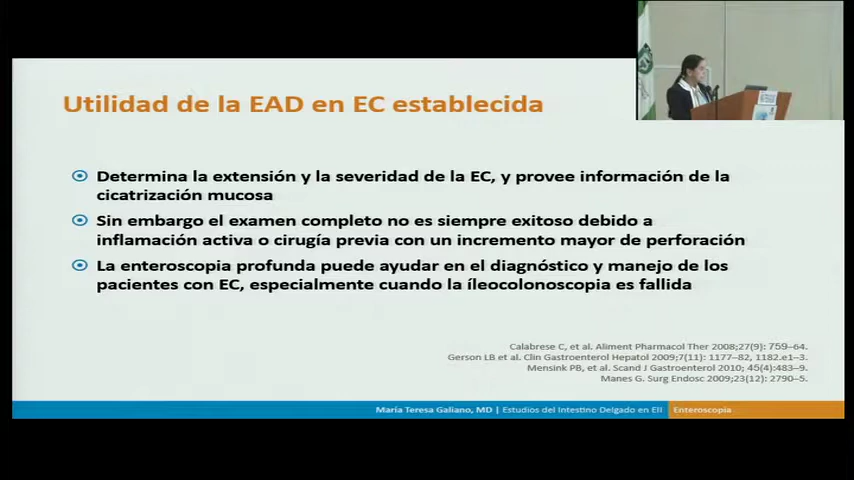 Utilidad de la EAD en EC establecida
Determina la extensión y la severidad de la EC, y provee información de la
cicatrización mucosa
Sin embargo el examen completo no es siempre exitoso debido a
inflamación activa o cirugía previa con un incremento mayor de perforación
La enteroscopia profunda puede ayudar en el diagnóstico y manejo de los
pacientes con EC, especialmente cuando la íleocolonoscopia es fallida
Calabrese C, et al. Aliment Pharmacol Ther 2008;27(9): 759–64.
Gerson LB et al. Clin Gastroenterol Hepatol 2009;7(11): 1177–82, 1182.e1–3.
Mensink PB, et al. Scand J Gastroenterol 2010; 45(4):483–9.
Manes G. Surg Endosc 2009;23(12): 2790–5.
María Teresa Galiano, MD | Estudios del Intestino Delgado en EII Enteroscopia